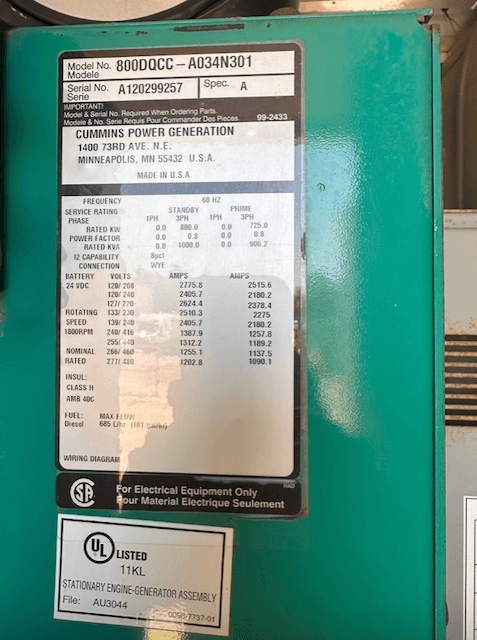 Model No. 800DQCC – A034N301
Modele
Serial No. A120299257 Spec. A
Serie
IMPORTANT!
Model & Serial No. Required When Ordering Parts.
Modele & No. Serie Requis Pour Commander Des Pieces. 99-2433
CUMMINS POWER GENERATION
1400 73RD AVE. N.E.
MINNEAPOLIS, MN 55432 U.S.A.
MADE IN U.S.A.
FREQUENCY 60 HZ
SERVICE RATING STANDBY PRIME
PHASE 1PH 3PH 1PH 3PH
RATED KW 0.0 800.0 0.0 725.0
POWER FACTOR 0.0 0.8 0.0 0.8
RATED KVA 0.0 1000.0 0.0 906.2
I2 CAPABILITY 8pct
CONNECTION WYE
BATTERY VOLTS AMPS AMPS
24 VDC 120/ 208 2775.8 2515.6
120/ 240 2405.7 2180.2
127/ 220 2624.4 2378.4
ROTATING 133/ 230 2510.3 2275
SPEED 139/ 240 2405.7 2180.2
1800RPM 240/ 416 1387.9 1257.8
255/ 440 1312.2 1189.2
NOMINAL 266/ 460 1255.1 1137.5
RATED 277/ 480 1202.8 1090.1
INSUL:
CLASS H
AMB 40C
FUEL: MAX FLOW
Diesel 685 L/hr (181 gal/hr)
WIRING DIAGRAM
SA RAD
For Electrical Equipment Only
Pour Material Electrique Seulement
UL LISTED
11KL
STATIONARY ENGINE-GENERATOR ASSEMBLY
File: AU3044
0098-7737-01